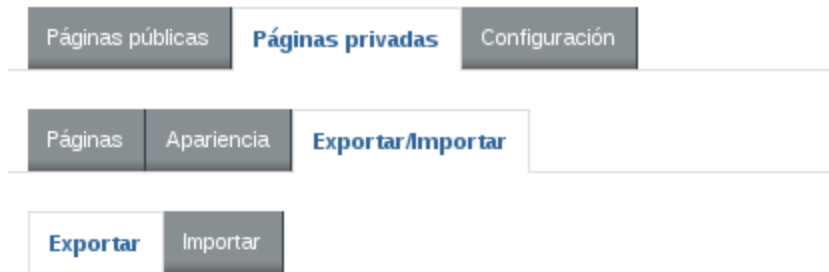 Páginas públicas Páginas privadas Configuración
Páginas Apariencia Exportar/Importar
Exportar Importar